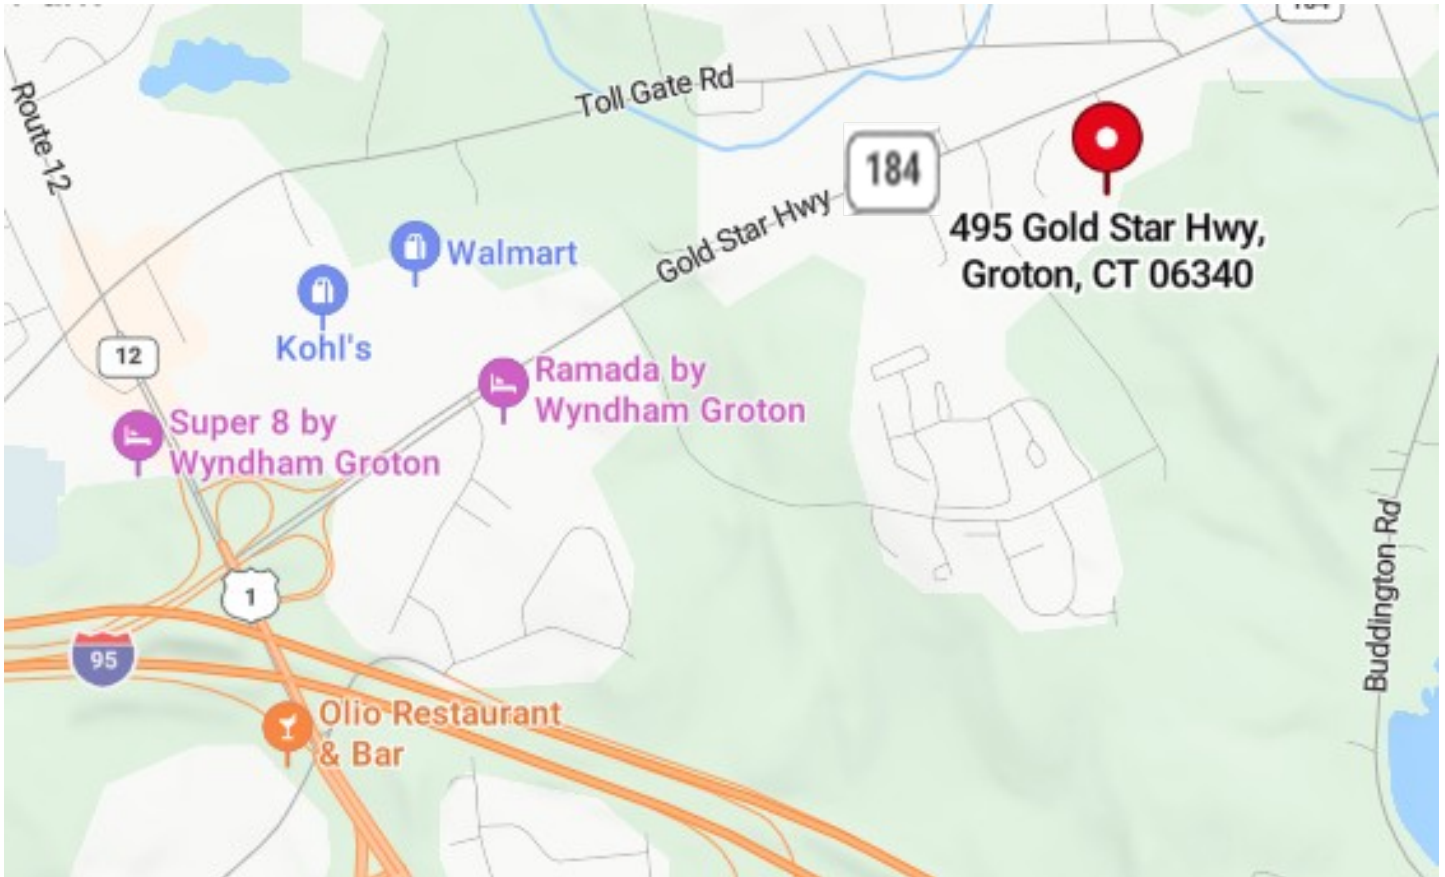 Route 12
Toll Gate Rd
184
Gold Star Hwy
495 Gold Star Hwy,
Groton, CT 06340
Walmart
Kohl's
12
Ramada by
Wyndham Groton
Super 8 by
Wyndham Groton
1
95
Buddington Rd
Olio Restaurant
& Bar